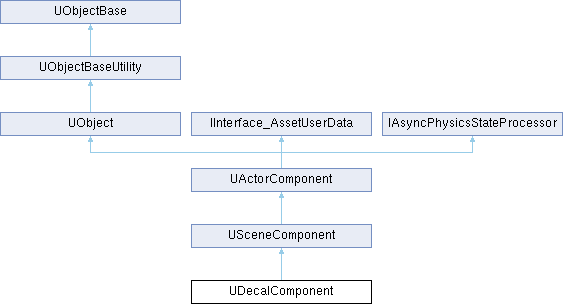 UObjectBase
UObjectBaseUtility
UObject
IInterface_AssetUserData
IAsyncPhysicsStateProcessor
UActorComponent
USceneComponent
UDecalComponent